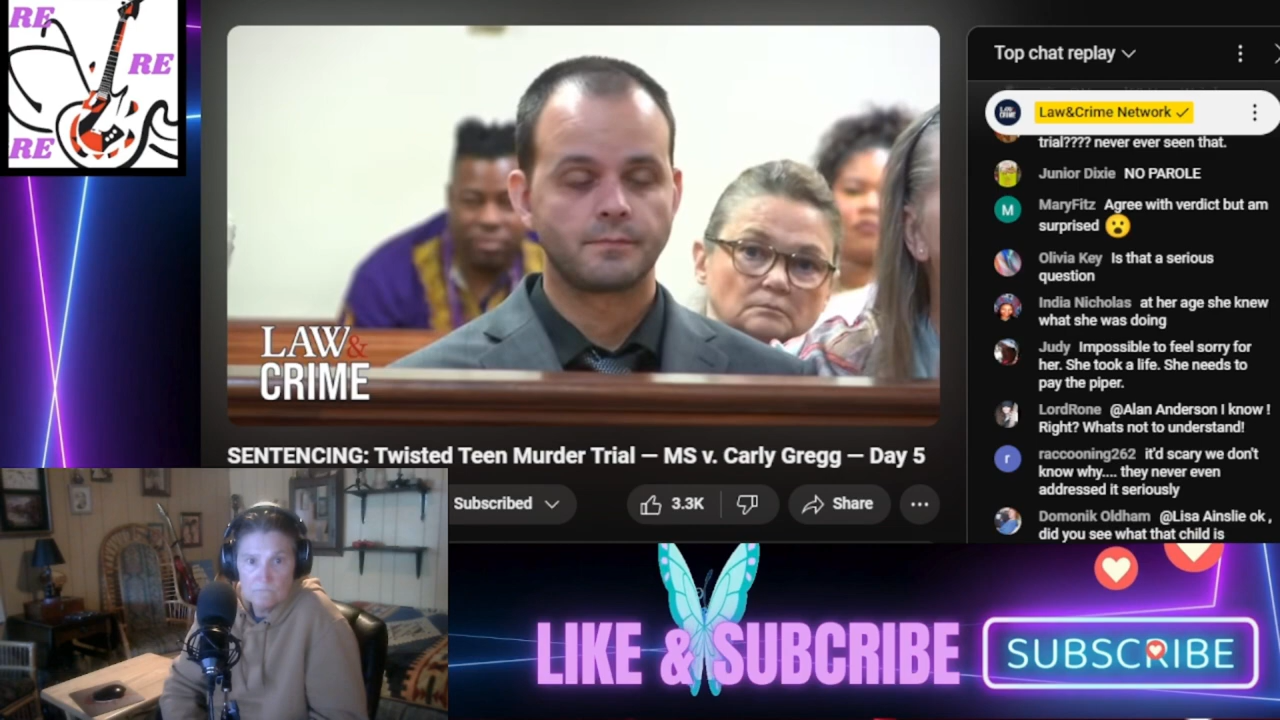 RE
RE
RE
LAW&
CRIME
SENTENCING: Twisted Teen Murder Trial — MS v. Carly Gregg — Day 5
Subscribed
3.3K
Share
Top chat replay
Law&Crime Network
trial???? never ever seen that.
Junior Dixie NO PAROLE
M
MaryFitz Agree with verdict but am
surprised
Olivia Key Is that a serious
question
India Nicholas at her age she knew
what she was doing
Judy Impossible to feel sorry for
her. She took a life. She needs to
pay the piper.
LordRone @Alan Anderson I know !
Right? Whats not to understand!
r
raccooning262 it'd scary we don't
know why.... they never even
addressed it seriously
Domonik Oldham @Lisa Ainslie ok ,
did you see what that child is
LIKE & SUBCRIBE
SUBSCRIBE